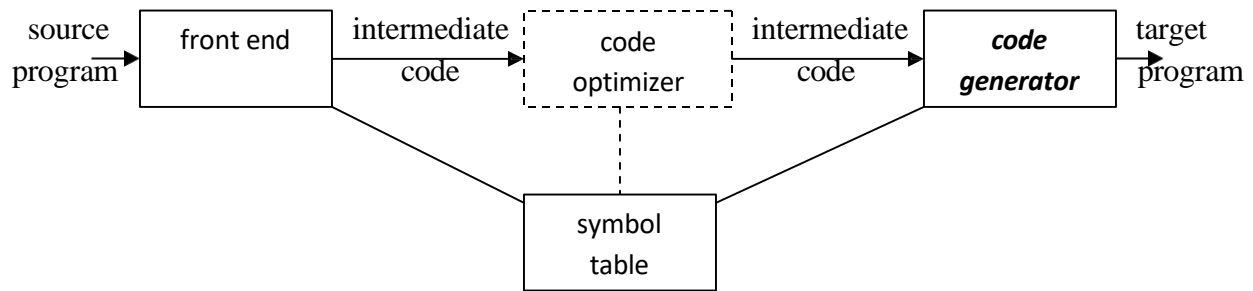 source
program
front end
intermediate
code
code
optimizer
intermediate
code
code
generator
target
program
symbol
table